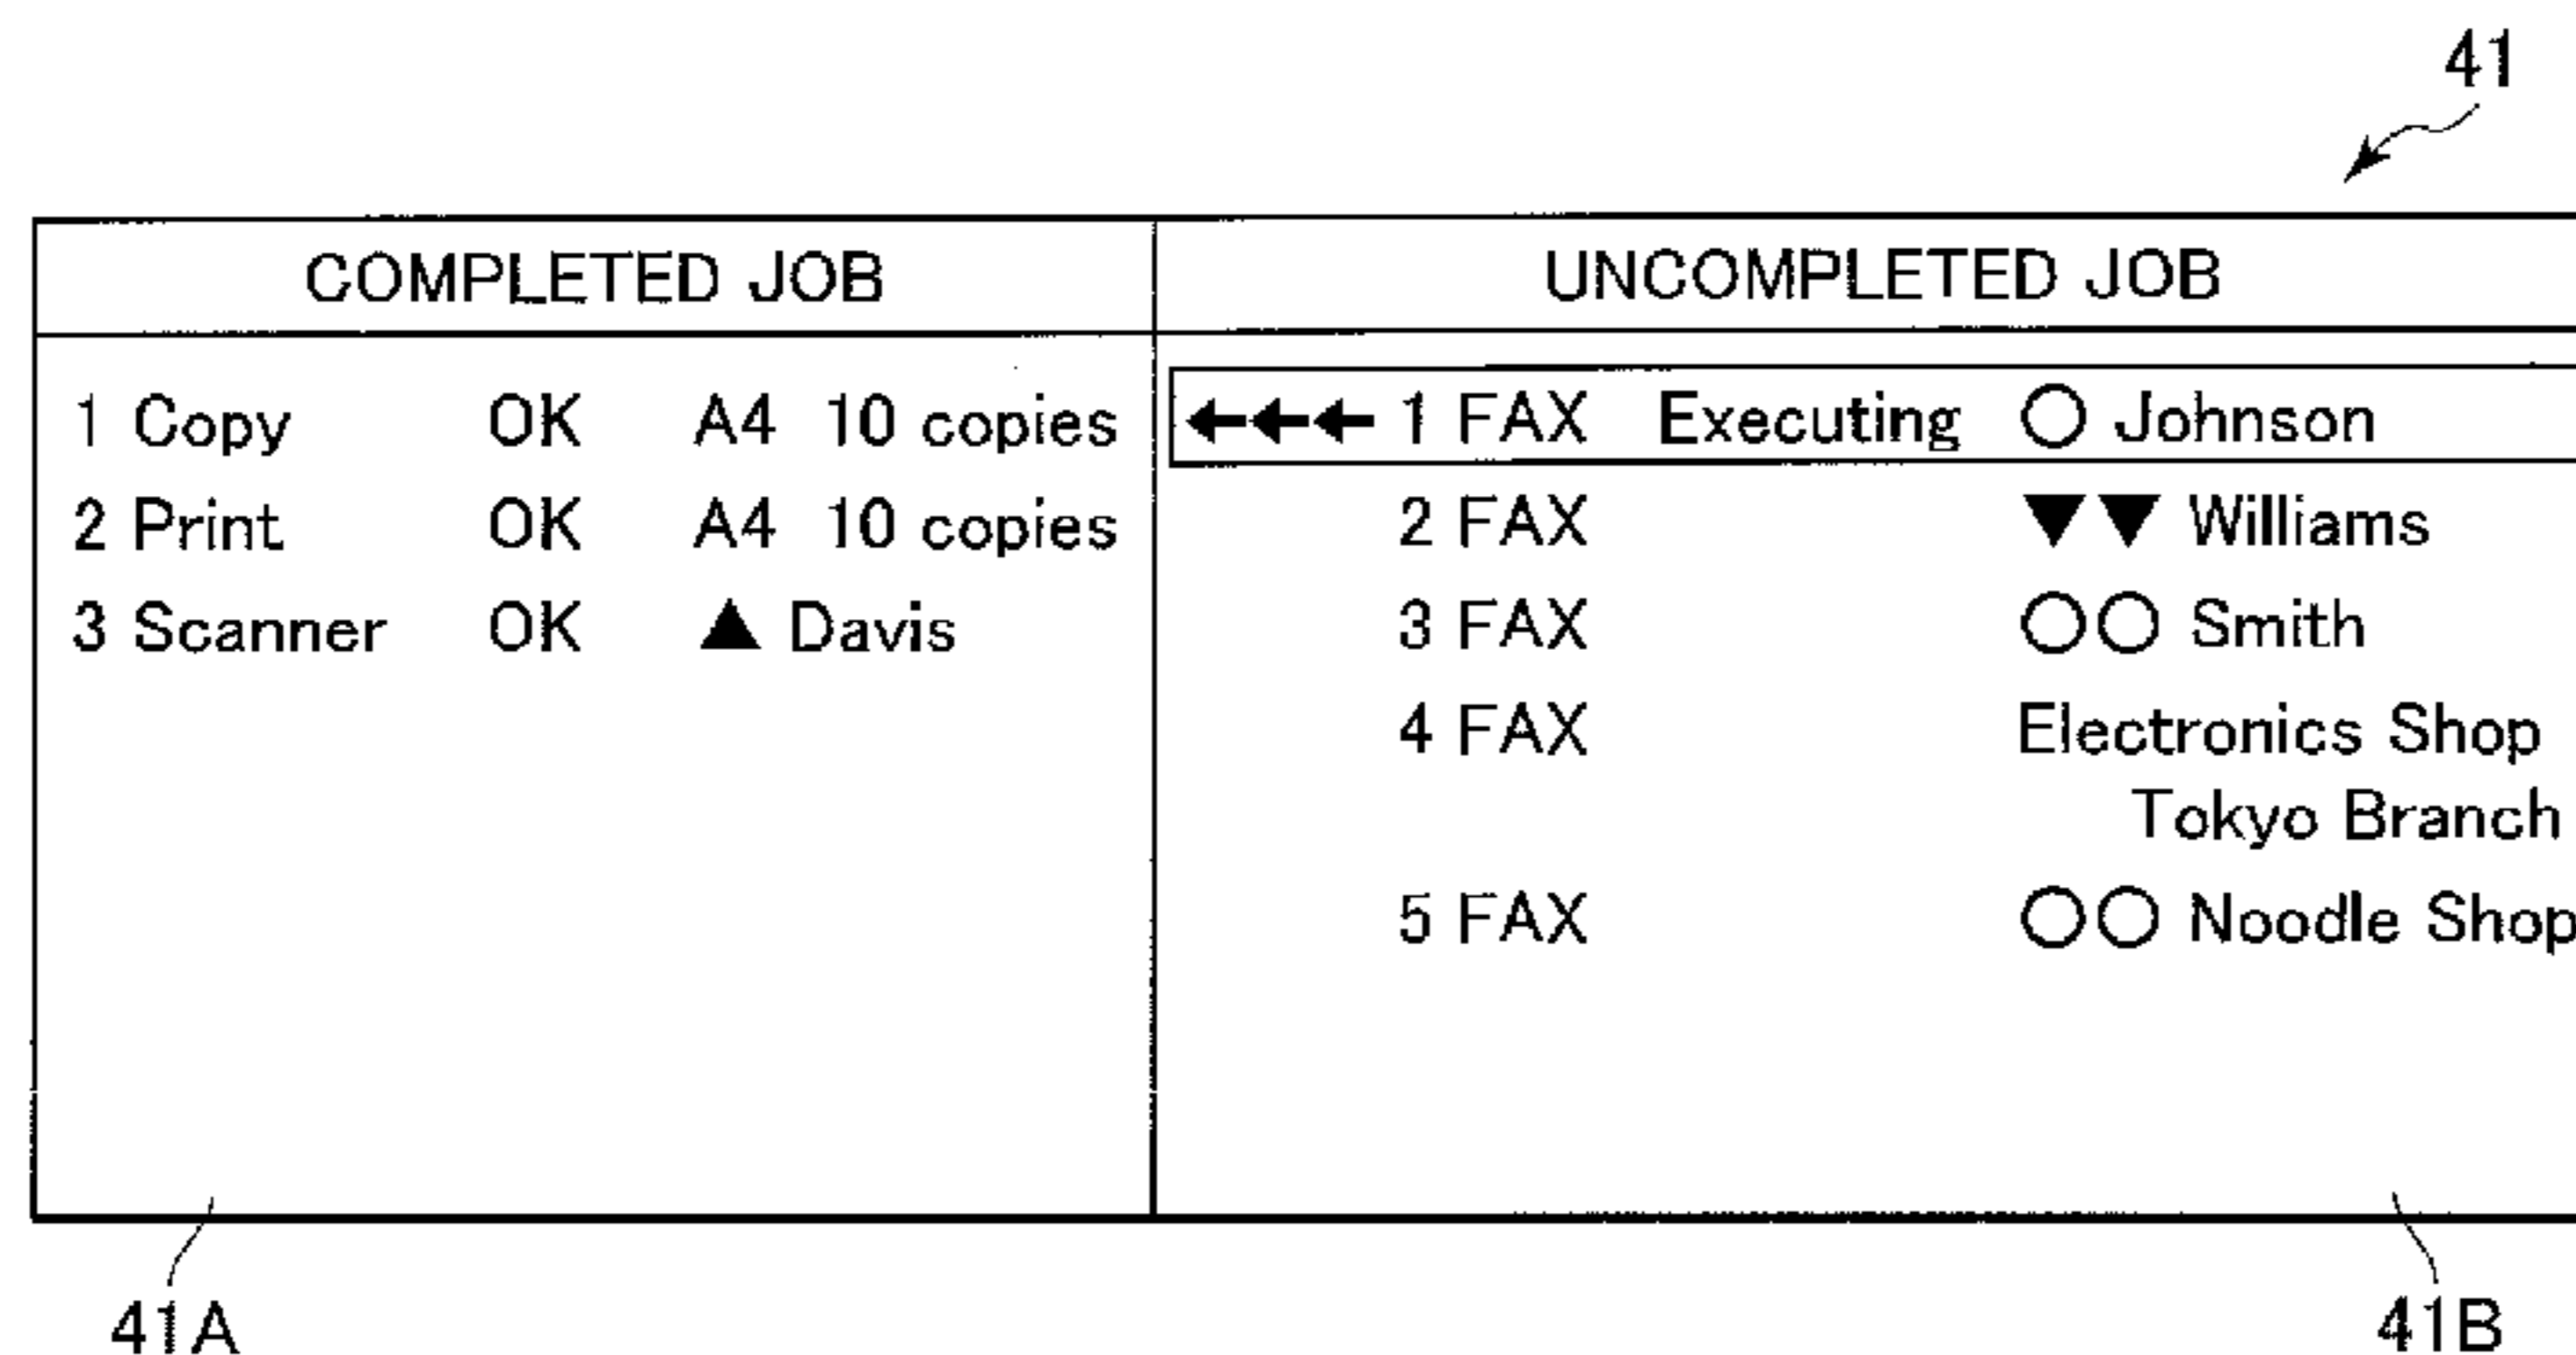 41
COMPLETED JOB
1 Copy OK A4 10 copies
2 Print OK A4 10 copies
3 Scanner OK ▲ Davis
UNCOMPLETED JOB
←←← 1 FAX Executing ○ Johnson
2 FAX ▼▼ Williams
3 FAX ○○ Smith
4 FAX Electronics Shop
Tokyo Branch
5 FAX ○○ Noodle Shop
41A
41B